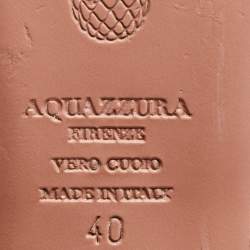 AQUAZZURA
FIRENZE
VERO CUOIO
MADE IN ITALY
40